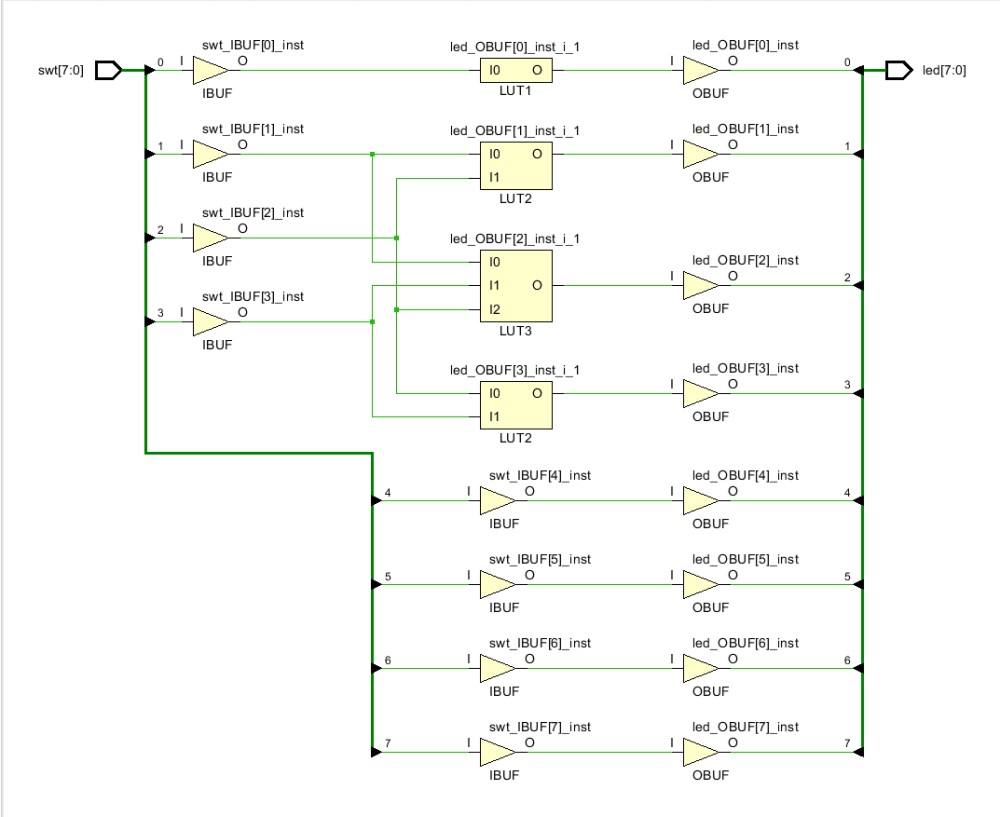 swt_IBUF[0]_inst
led_OBUF[0]_inst_i_1
led_OBUF[0]_inst
swt[7:0]
0 I O
IBUF
I0 O
LUT1
I O 0
OBUF
led[7:0]
swt_IBUF[1]_inst
led_OBUF[1]_inst_i_1
led_OBUF[1]_inst
1 I O
IBUF
I0 O
I1
LUT2
I O 1
OBUF
swt_IBUF[2]_inst
2 I O
IBUF
led_OBUF[2]_inst_i_1
I0
I1 O
I2
LUT3
led_OBUF[2]_inst
I O 2
OBUF
swt_IBUF[3]_inst
3 I O
IBUF
led_OBUF[3]_inst_i_1
I0 O
I1
LUT2
led_OBUF[3]_inst
I O 3
OBUF
swt_IBUF[4]_inst
led_OBUF[4]_inst
4 I O
IBUF
I O 4
OBUF
swt_IBUF[5]_inst
led_OBUF[5]_inst
5 I O
IBUF
I O 5
OBUF
swt_IBUF[6]_inst
led_OBUF[6]_inst
6 I O
IBUF
I O 6
OBUF
swt_IBUF[7]_inst
led_OBUF[7]_inst
7 I O
IBUF
I O 7
OBUF